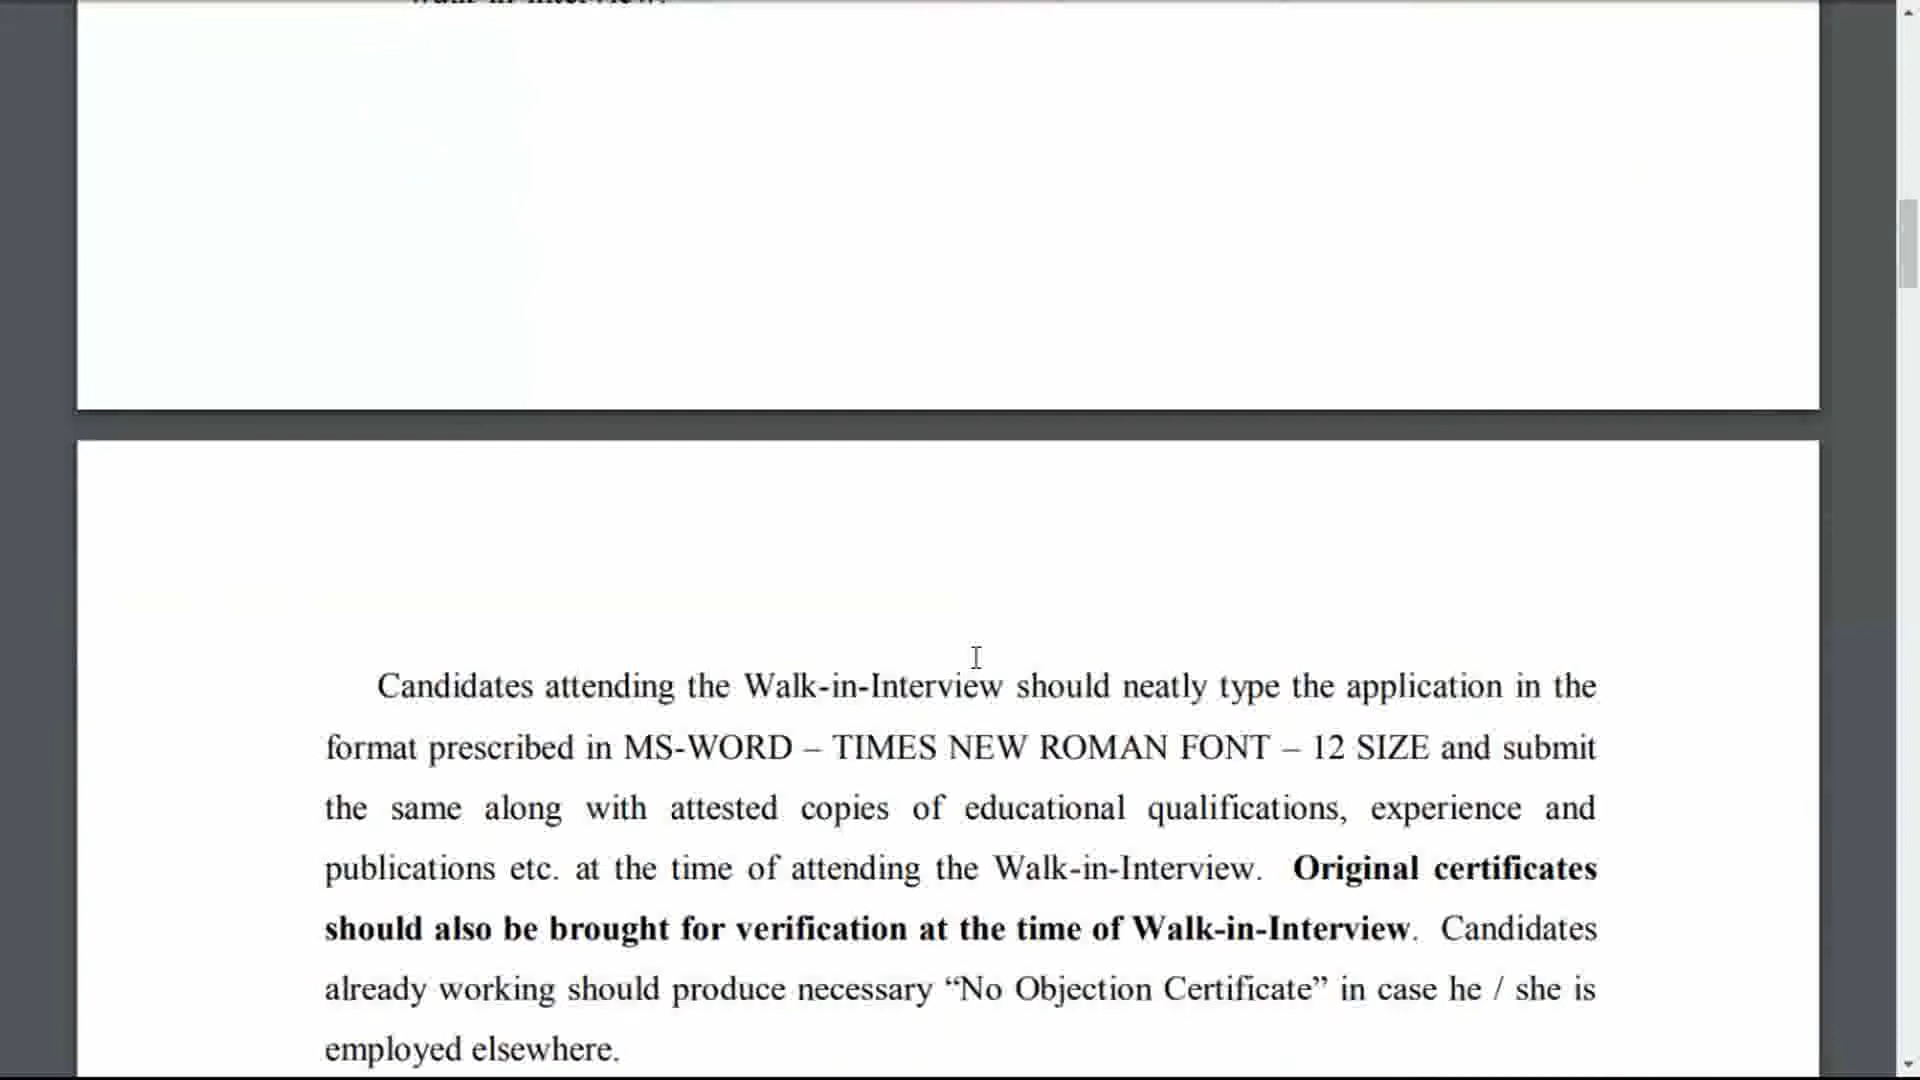 Candidates attending the Walk-in-Interview should neatly type the application in the
format prescribed in MS-WORD – TIMES NEW ROMAN FONT – 12 SIZE and submit
the same along with attested copies of educational qualifications, experience and
publications etc. at the time of attending the Walk-in-Interview. Original certificates
should also be brought for verification at the time of Walk-in-Interview. Candidates
already working should produce necessary “No Objection Certificate” in case he / she is
employed elsewhere.